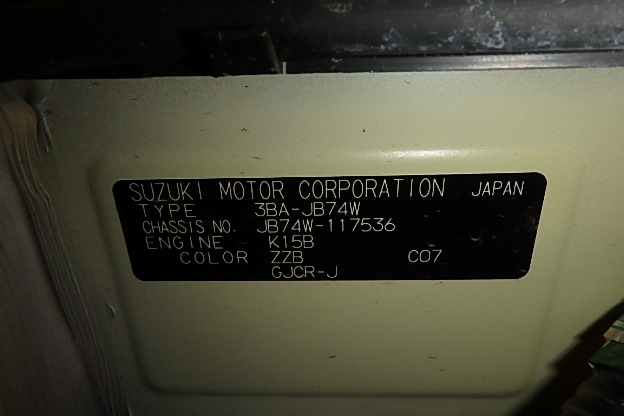 SUZUKI MOTOR CORPORATION JAPAN
TYPE 3BA-JB74W
CHASSIS NO. JB74W-117536
ENGINE K15B
COLOR ZZB C07
GJCR-J